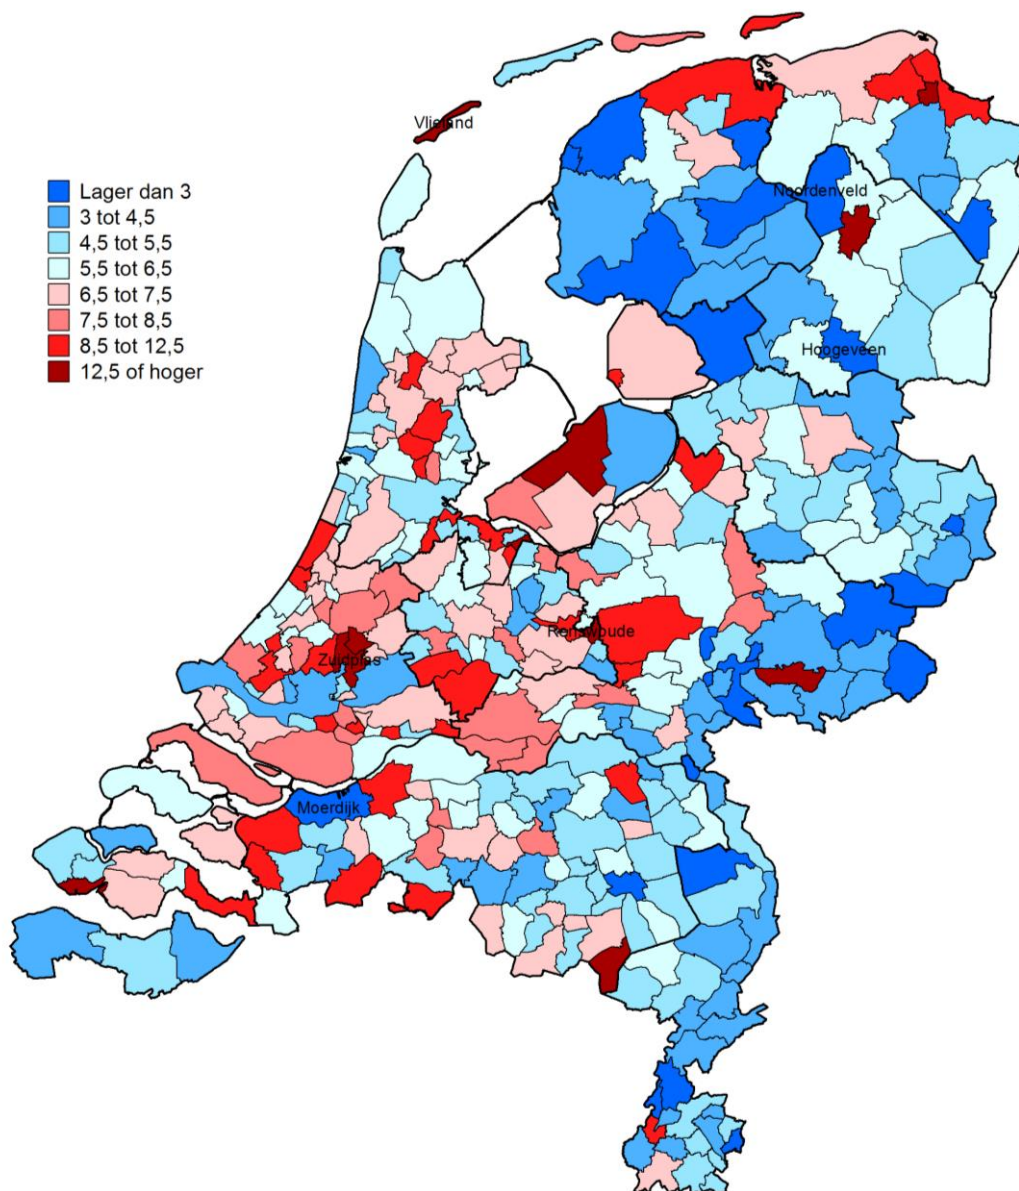 Vlieland
Lager dan 3
3 tot 4,5
4,5 tot 5,5
5,5 tot 6,5
6,5 tot 7,5
7,5 tot 8,5
8,5 tot 12,5
12,5 of hoger
Noordenveld
Hoogeveen
Renswoude
Zuidplas
Moerdijk